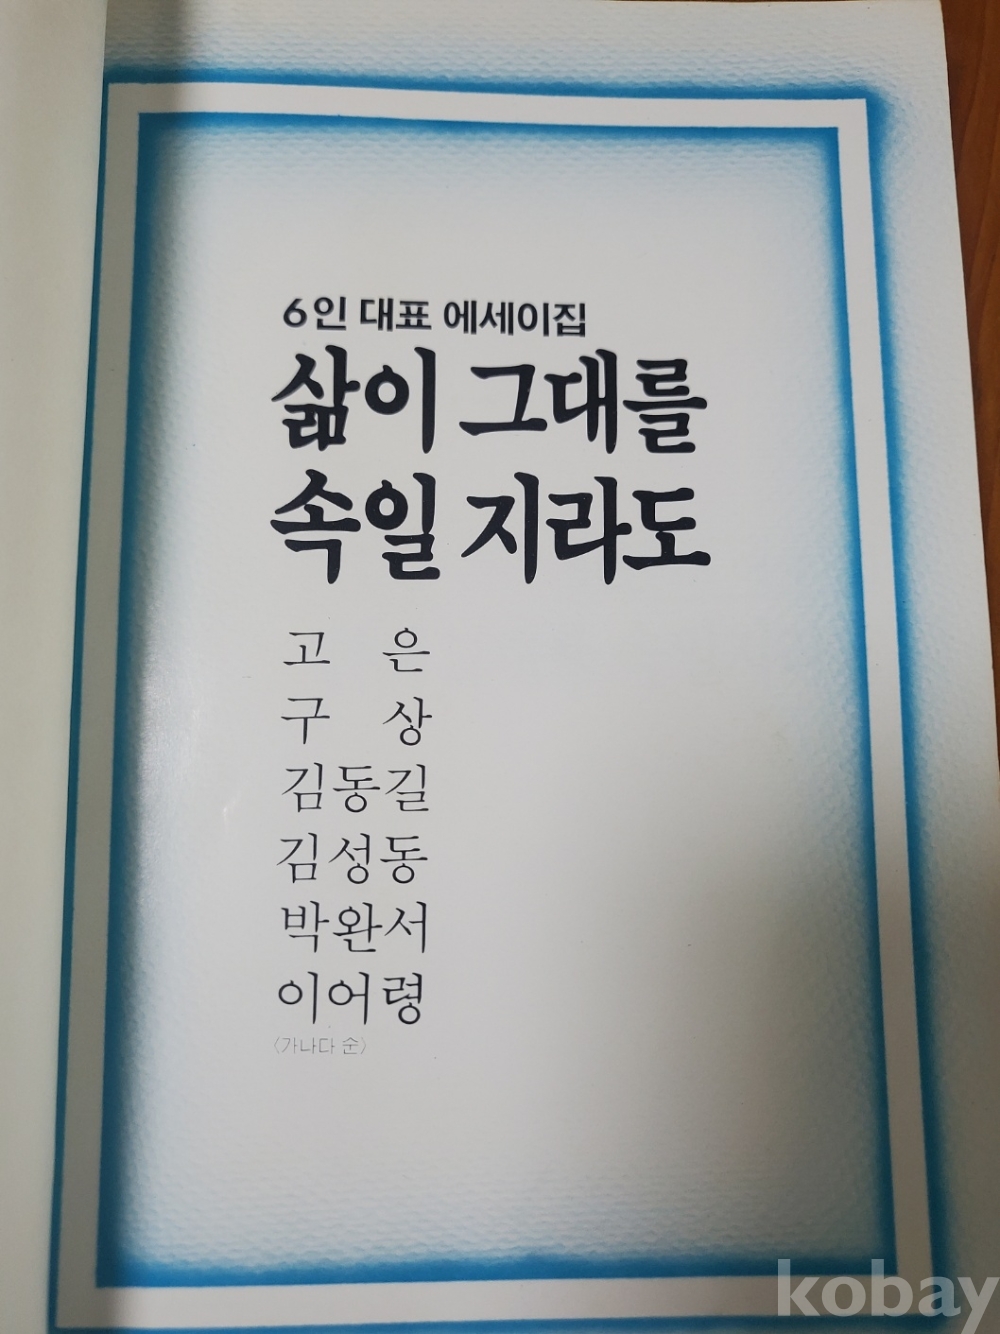 6인 대표 에세이집
삶이 그대를
속일 지라도
고 은
구 상
김동길
김성동
박완서
이어령
〈가나다 순〉
kobay